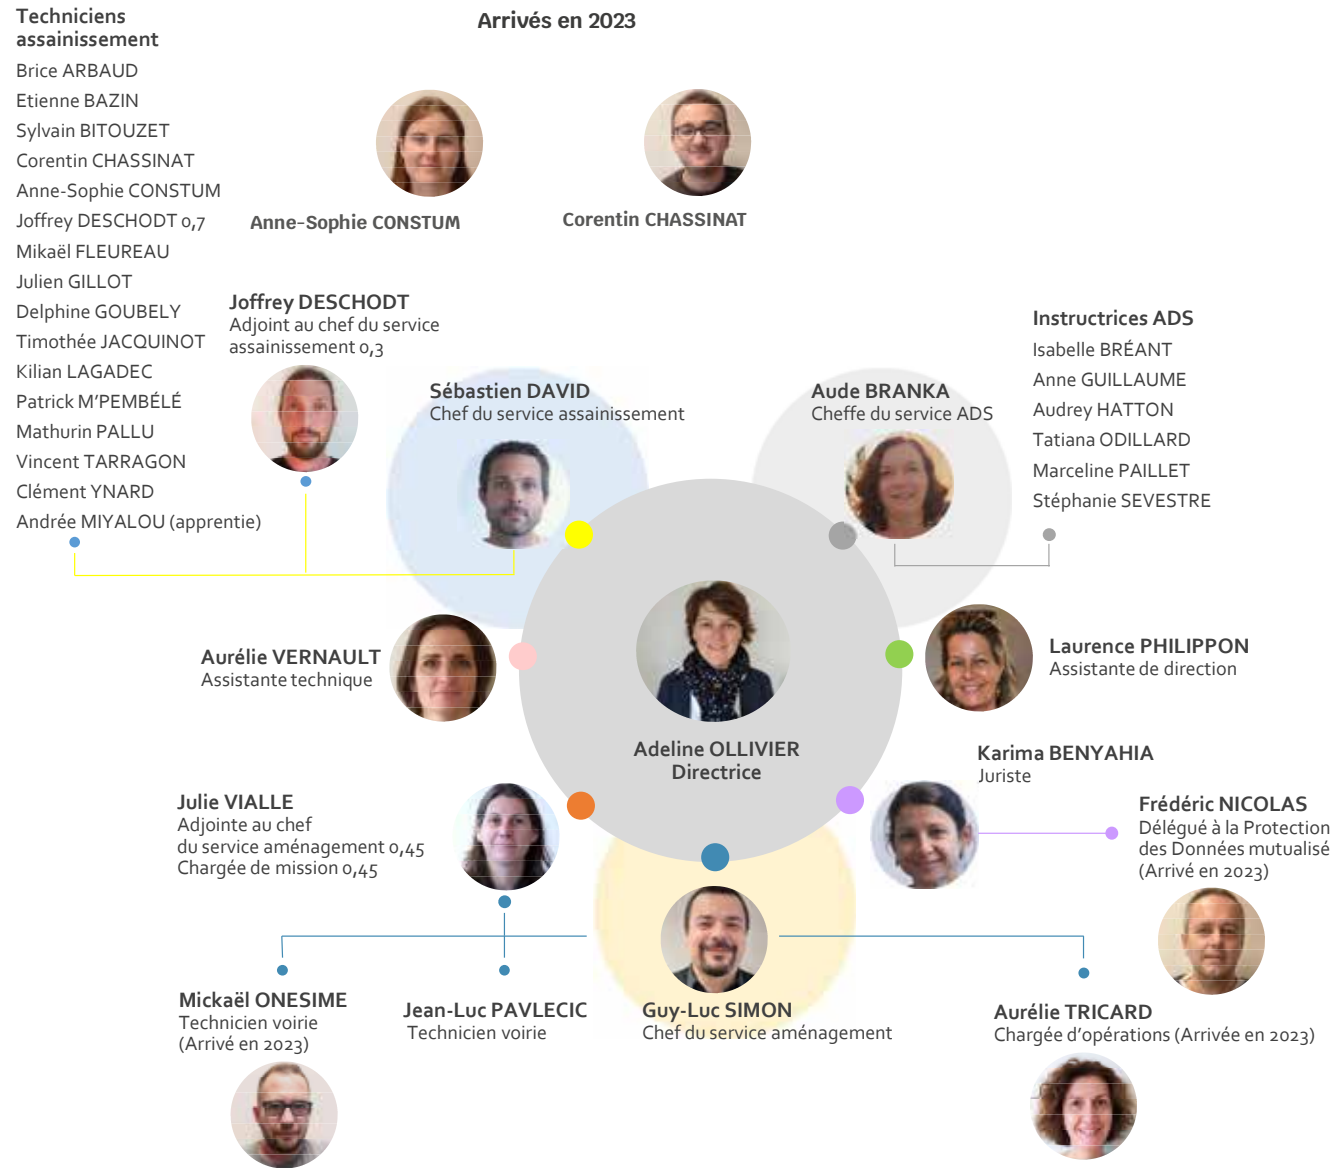 Techniciens
assainissement
Brice ARBAUD
Etienne BAZIN
Sylvain BITOUZET
Corentin CHASSINAT
Anne-Sophie CONSTUM
Joffrey DESCHODT 0,7
Mikaël FLEUREAU
Julien GILLOT
Delphine GOUBELY
Timothée JACQUINOT
Kilian LAGADEC
Patrick M'PEMBÉLÉ
Mathurin PALLU
Vincent TARRAGON
Clément YNARD
Andrée MIYALOU (apprentie)
Arrivés en 2023
Anne-Sophie CONSTUM
Corentin CHASSINAT
Joffrey DESCHODT
Adjoint au chef du service
assainissement 0,3
Sébastien DAVID
Chef du service assainissement
Aude BRANKA
Cheffe du service ADS
Instructrices ADS
Isabelle BRÉANT
Anne GUILLAUME
Audrey HATTON
Tatiana ODILLARD
Marceline PAILLET
Stéphanie SEVESTRE
Aurélie VERNAULT
Assistante technique
Laurence PHILIPPON
Assistante de direction
Adeline OLLIVIER
Directrice
Karima BENYAHIA
Juriste
Julie VIALLE
Adjointe au chef
du service aménagement 0,45
Chargée de mission 0,45
Frédéric NICOLAS
Délégué à la Protection
des Données mutualisé
(Arrivé en 2023)
Mickaël ONESIME
Technicien voirie
(Arrivé en 2023)
Jean-Luc PAVLECIC
Technicien voirie
Guy-Luc SIMON
Chef du service aménagement
Aurélie TRICARD
Chargée d'opérations (Arrivée en 2023)